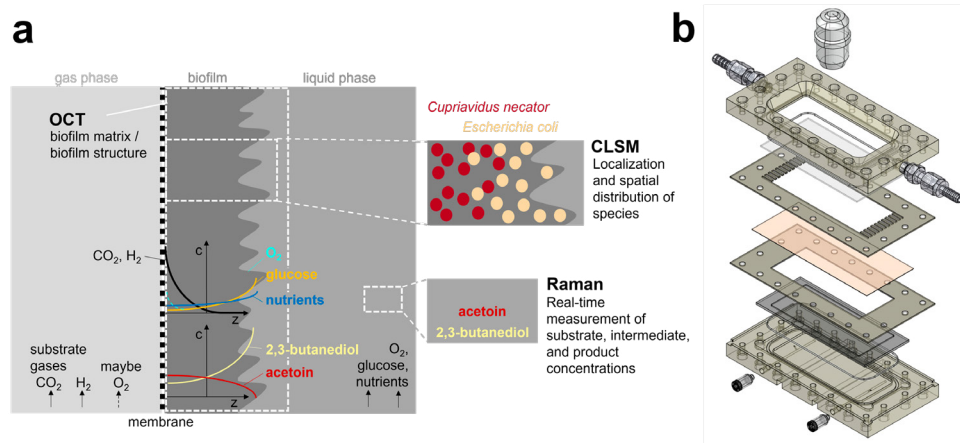 a
b
gas phase
biofilm
liquid phase
OCT
biofilm matrix /
biofilm structure
Cupriavidus necator
Escherichia coli
CLSM
Localization
and spatial
distribution of
species
CO2, H2
c
O2
glucose
nutrients
z
c
2,3-butanediol
acetoin
z
acetoin
2,3-butanediol
Raman
Real-time
measurement of
substrate, intermediate,
and product
concentrations
substrate
gases
CO2
H2
maybe
O2
O2,
glucose,
nutrients
membrane